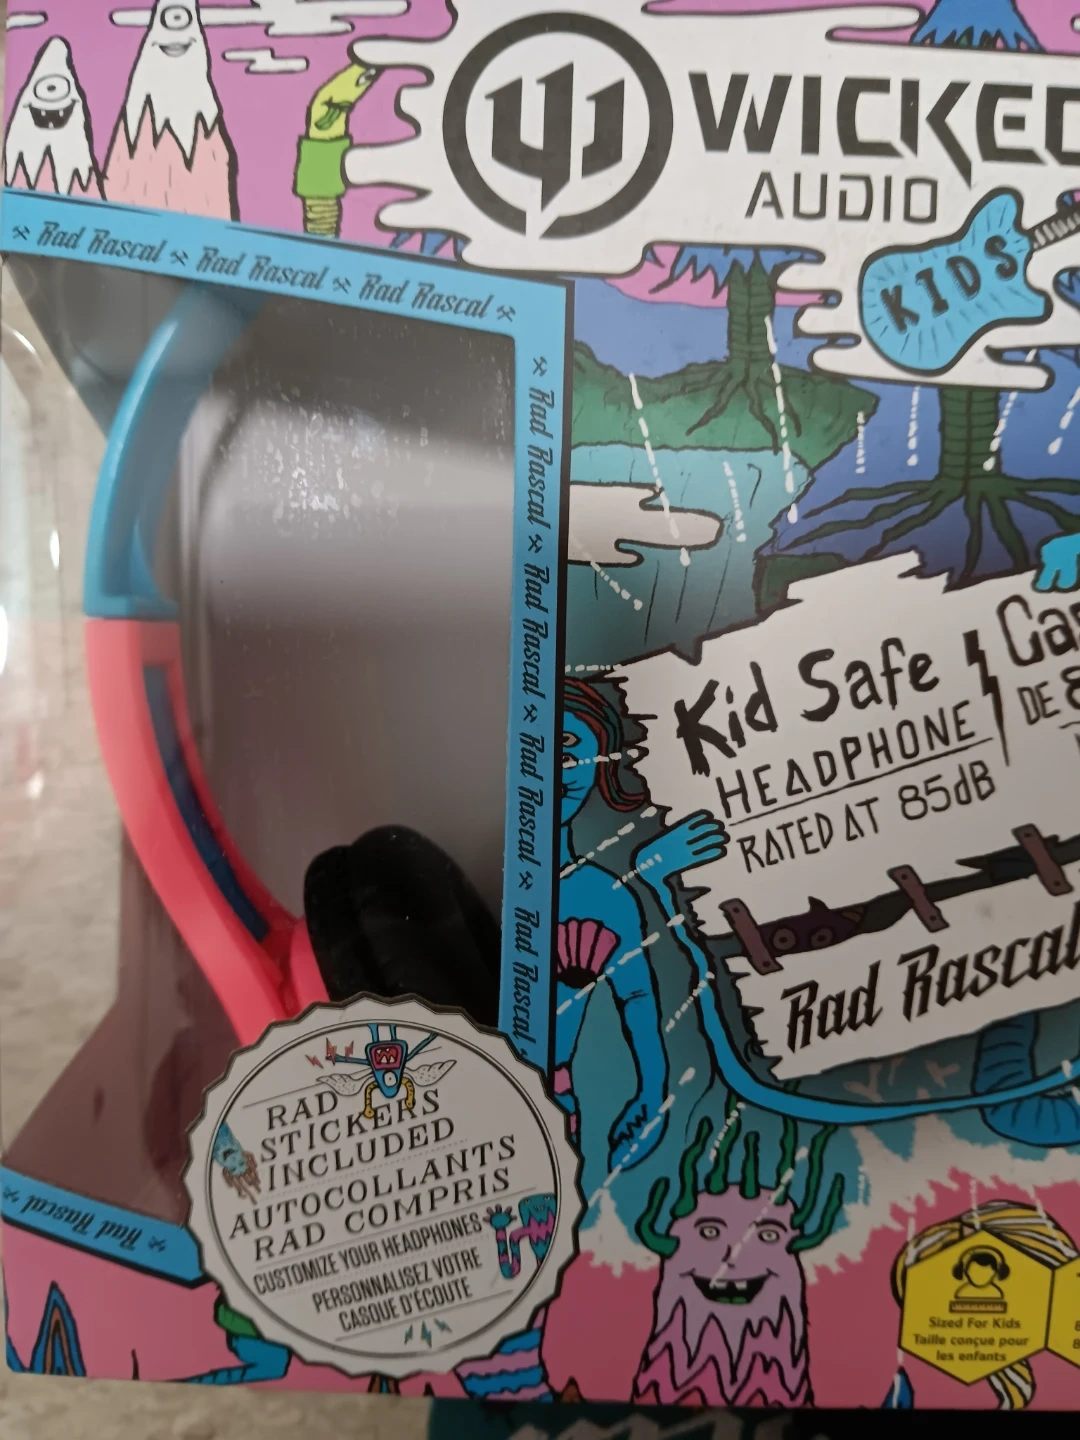 WICKED
AUDIO
KIDS
Rad Rascal Rad Rascal Rad Rascal
Rad Rascal Rad Rascal Rad Rascal Rad Rascal
Kid Safe
HEADPHONE
RATED AT 85dB
DE 8
Rad Rascal
RAD
STICKERS
INCLUDED
AUTOCOLLANTS
RAD COMPRIS
CUSTOMIZE YOUR HEADPHONES
PERSONNALISEZ VOTRE
CASQUE D'ÉCOUTE
Rad Rascal
Sized For Kids
Taille conçue pour
les enfants